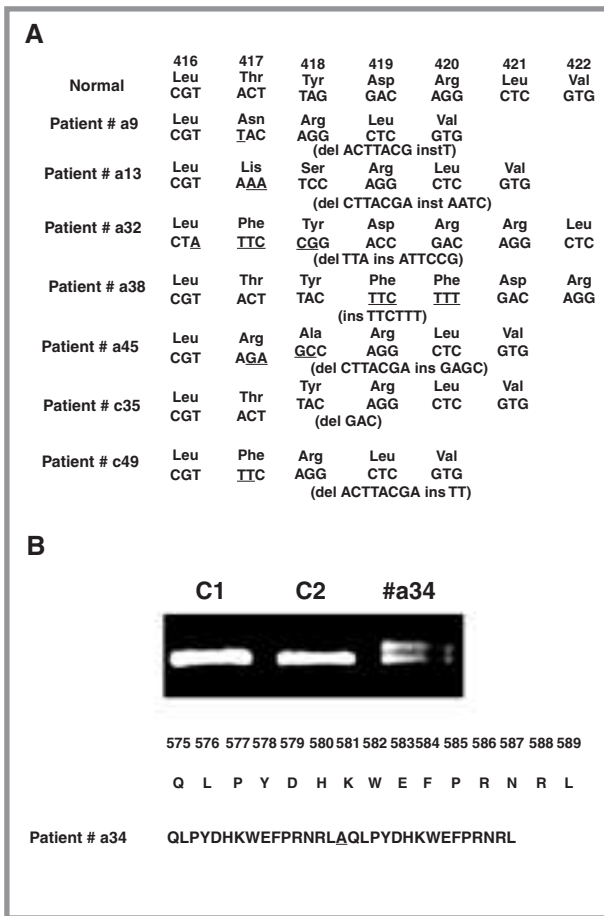 A
416 417 418 419 420 421 422
Normal Leu Thr Tyr Asp Arg Leu Val
CGT ACT TAG GAC AGG CTC GTG
Patient # a9 Leu Asn Arg Leu Val
CGT TAC AGG CTC GTG
(del ACTTACG instT)
Patient # a13 Leu Lis Ser Arg Leu Val
CGT AAA TCC AGG CTC GTG
(del CTTACGA inst AATC)
Patient # a32 Leu Phe Tyr Asp Arg Arg Leu
CTA TTC CGG ACC GAC AGG CTC
(del TTA ins ATTCCG)
Patient # a38 Leu Thr Tyr Phe Phe Asp Arg
CGT ACT TAC TTC TTT GAC AGG
(ins TTCTTT)
Patient # a45 Leu Arg Ala Arg Leu Val
CGT AGA GCC AGG CTC GTG
(del CTTACGA ins GAGC)
Patient # c35 Leu Thr Tyr Arg Leu Val
CGT ACT TAC AGG CTC GTG
(del GAC)
Patient # c49 Leu Phe Arg Leu Val
CGT TTC AGG CTC GTG
(del ACTTACGA ins TT)
B
C1 C2 #a34
575 576 577 578 579 580 581 582 583 584 585 586 587 588 589
Q L P Y D H K W E F P R N R L
Patient # a34 QLPYDHKWEFPRNRLAQLPYDHKWEFPRNRL